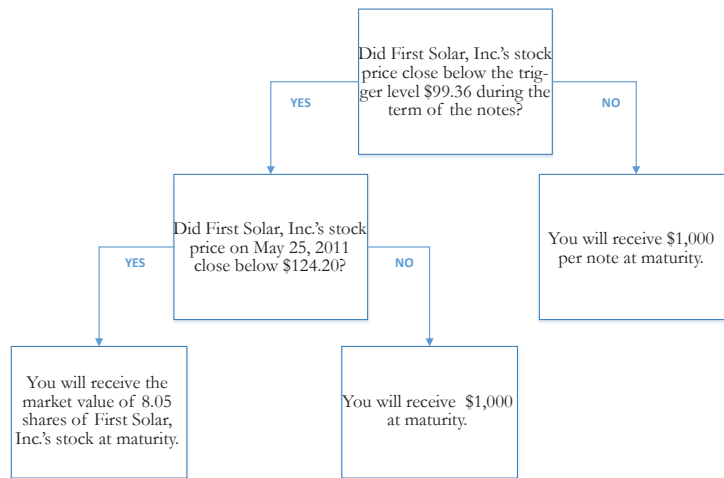 Did First Solar, Inc.'s stock
price close below the trig-
ger level $99.36 during the
term of the notes?
YES
NO
Did First Solar, Inc.'s stock
price on May 25, 2011
close below $124.20?
You will receive $1,000
per note at maturity.
YES
NO
You will receive the
market value of 8.05
shares of First Solar,
Inc.'s stock at maturity.
You will receive $1,000
at maturity.